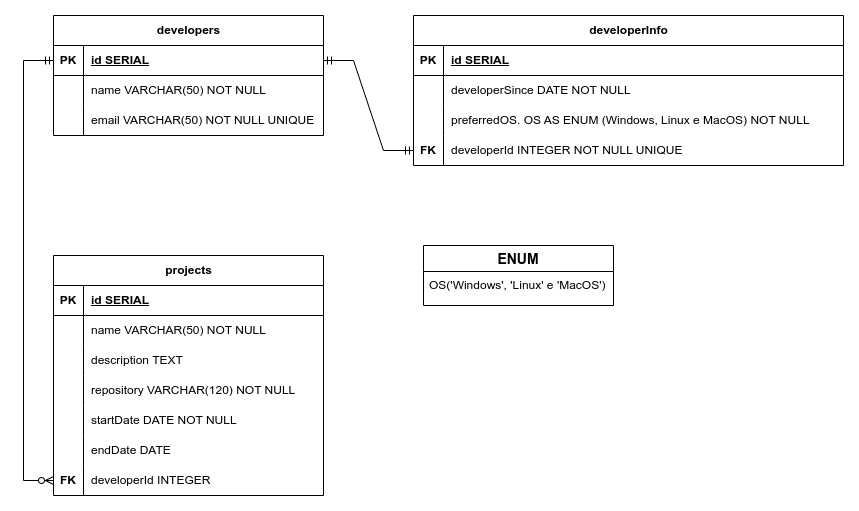 developers
PK id SERIAL
name VARCHAR(50) NOT NULL
email VARCHAR(50) NOT NULL UNIQUE
developerInfo
PK id SERIAL
developerSince DATE NOT NULL
preferredOS. OS AS ENUM (Windows, Linux e MacOS) NOT NULL
FK developerId INTEGER NOT NULL UNIQUE
projects
PK id SERIAL
name VARCHAR(50) NOT NULL
description TEXT
repository VARCHAR(120) NOT NULL
startDate DATE NOT NULL
endDate DATE
FK developerId INTEGER
ENUM
OS('Windows', 'Linux' e 'MacOS')